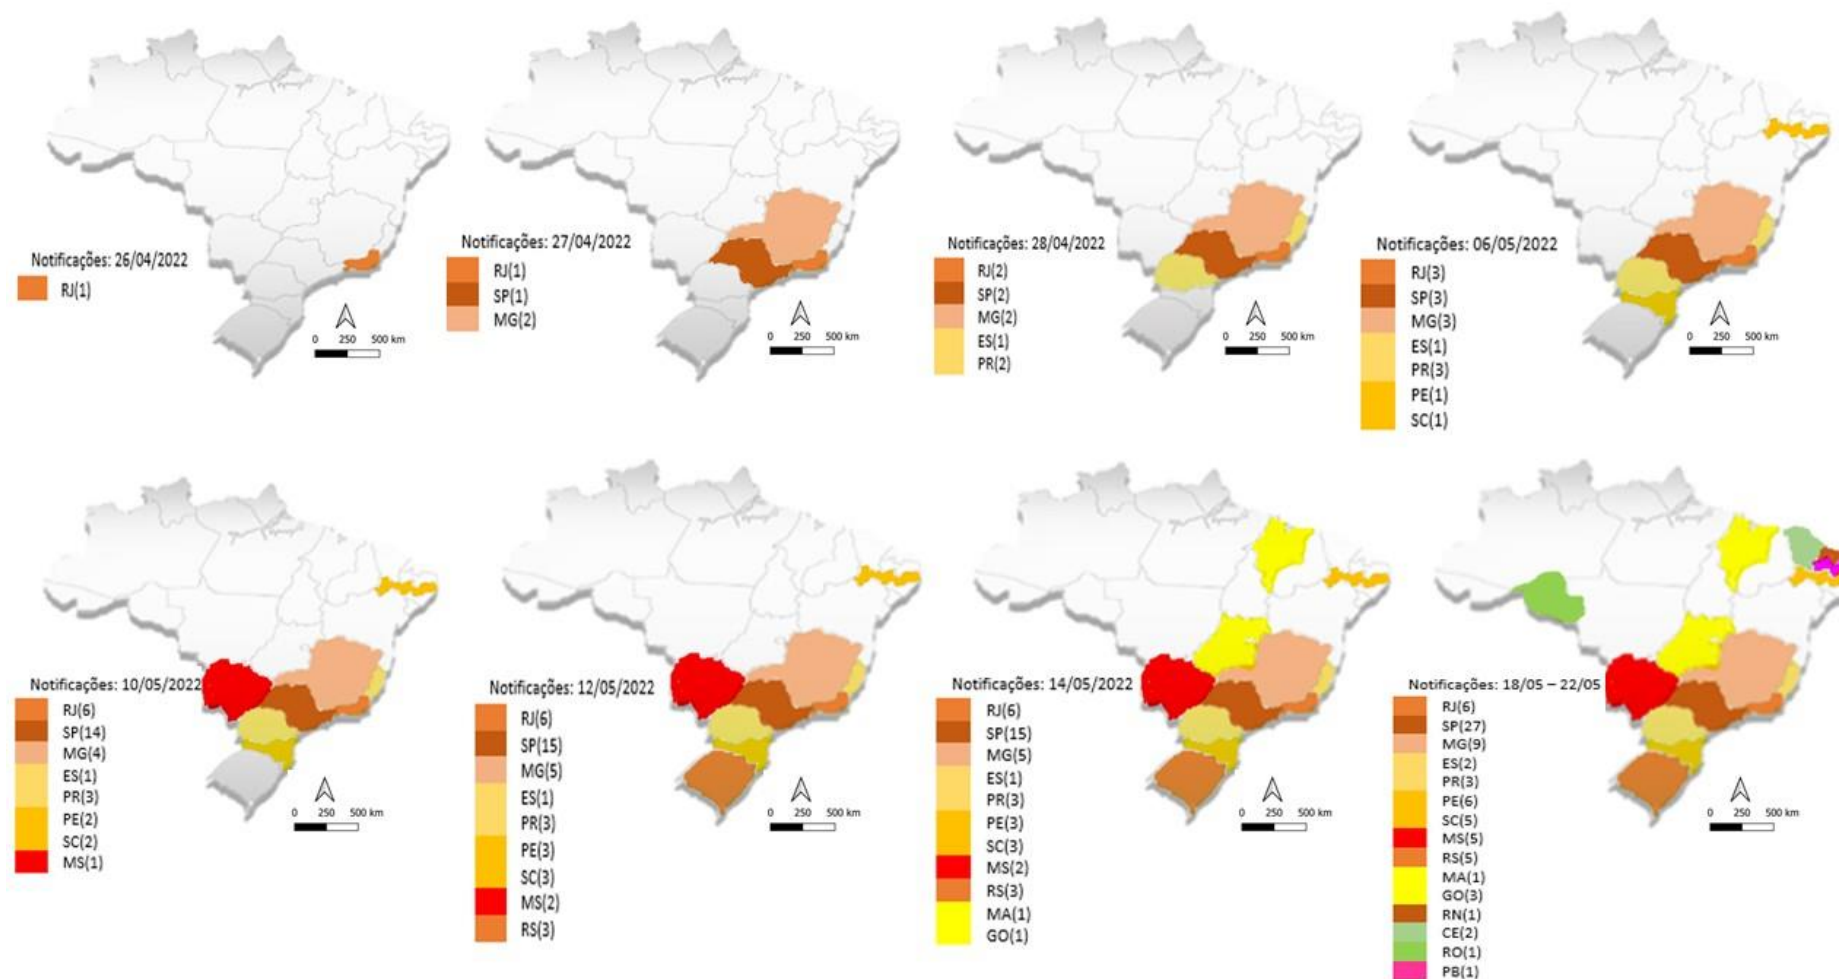 Notificações: 26/04/2022
RJ(1)
0 250 500 km
Notificações: 27/04/2022
RJ(1)
SP(1)
MG(2)
0 250 500 km
Notificações: 28/04/2022
RJ(2)
SP(2)
MG(2)
ES(1)
PR(2)
0 250 500 km
Notificações: 06/05/2022
RJ(3)
SP(3)
MG(3)
ES(1)
PR(3)
PE(1)
SC(1)
0 250 500 km
Notificações: 10/05/2022
RJ(6)
SP(14)
MG(4)
ES(1)
PR(3)
PE(2)
SC(2)
MS(1)
0 250 500 km
Notificações: 12/05/2022
RJ(6)
SP(15)
MG(5)
ES(1)
PR(3)
PE(3)
SC(3)
MS(2)
RS(3)
0 250 500 km
Notificações: 14/05/2022
RJ(6)
SP(15)
MG(5)
ES(1)
PR(3)
PE(3)
SC(3)
MS(2)
RS(3)
MA(1)
GO(1)
0 250 500 km
Notificações: 18/05 – 22/05
RJ(6)
SP(27)
MG(9)
ES(2)
PR(3)
PE(6)
SC(5)
MS(5)
RS(5)
MA(1)
GO(3)
RN(1)
CE(2)
RO(1)
PB(1)
0 250 500 km